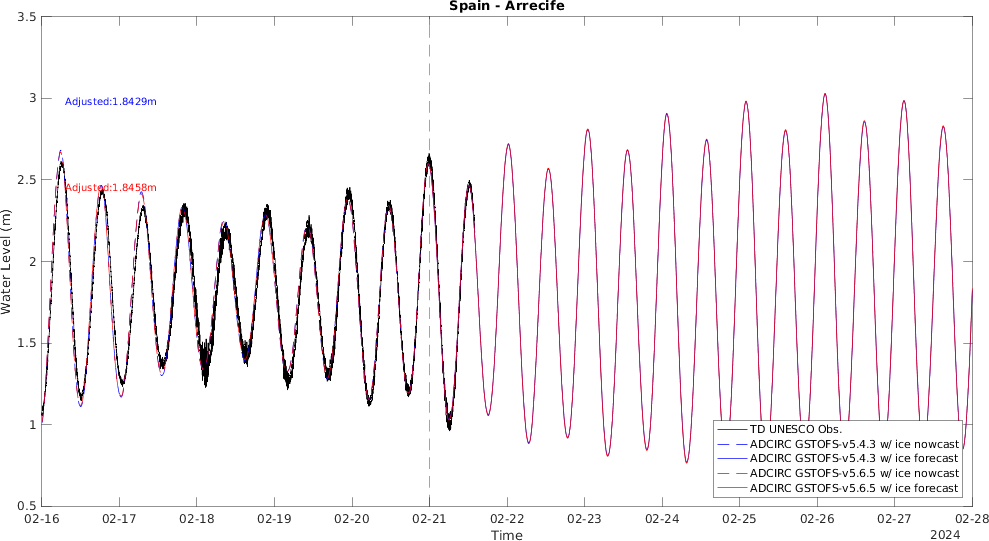 Spain - Arrecife
3.5
3
2.5
2
1.5
1
0.5
Water Level (m)
Adjusted:1.8429m
Adjusted:1.8458m
TD UNESCO Obs.
ADCIRC GSTOFS-v5.4.3 w/ ice nowcast
ADCIRC GSTOFS-v5.4.3 w/ ice forecast
ADCIRC GSTOFS-v5.6.5 w/ ice nowcast
ADCIRC GSTOFS-v5.6.5 w/ ice forecast
02-16 02-17 02-18 02-19 02-20 02-21 02-22 02-23 02-24 02-25 02-26 02-27 02-28
Time
2024